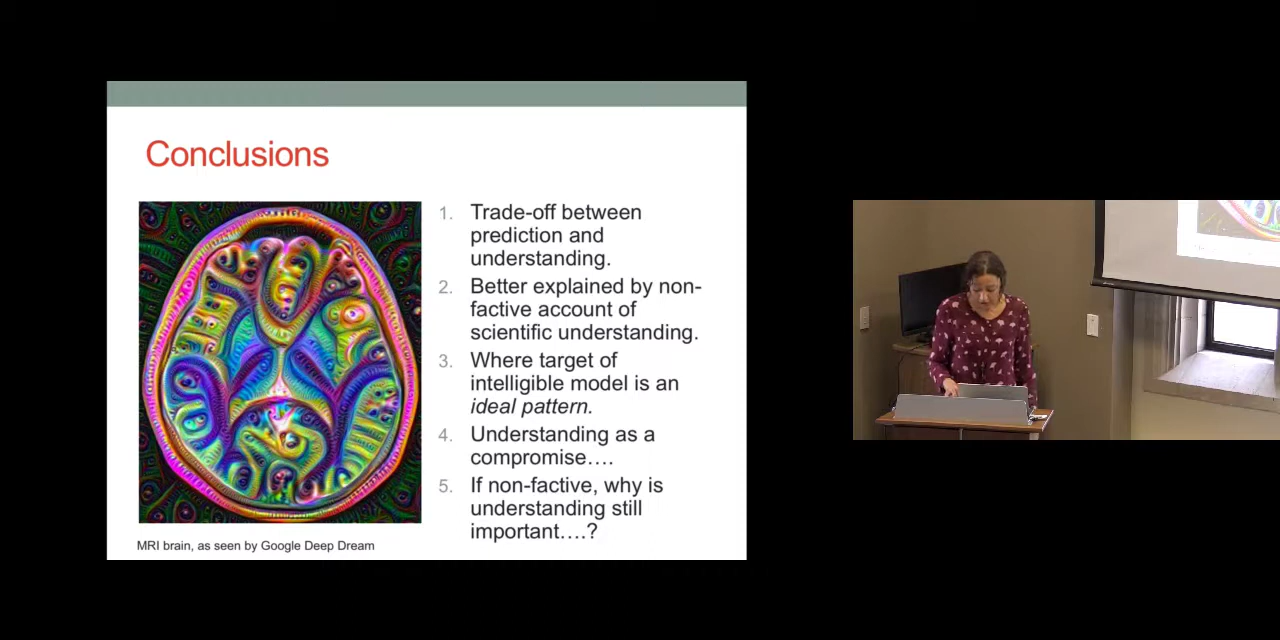 Conclusions
1. Trade-off between
prediction and
understanding.
2. Better explained by non-
factive account of
scientific understanding.
3. Where target of
intelligible model is an
ideal pattern.
4. Understanding as a
compromise….
5. If non-factive, why is
understanding still
important….?
MRI brain, as seen by Google Deep Dream